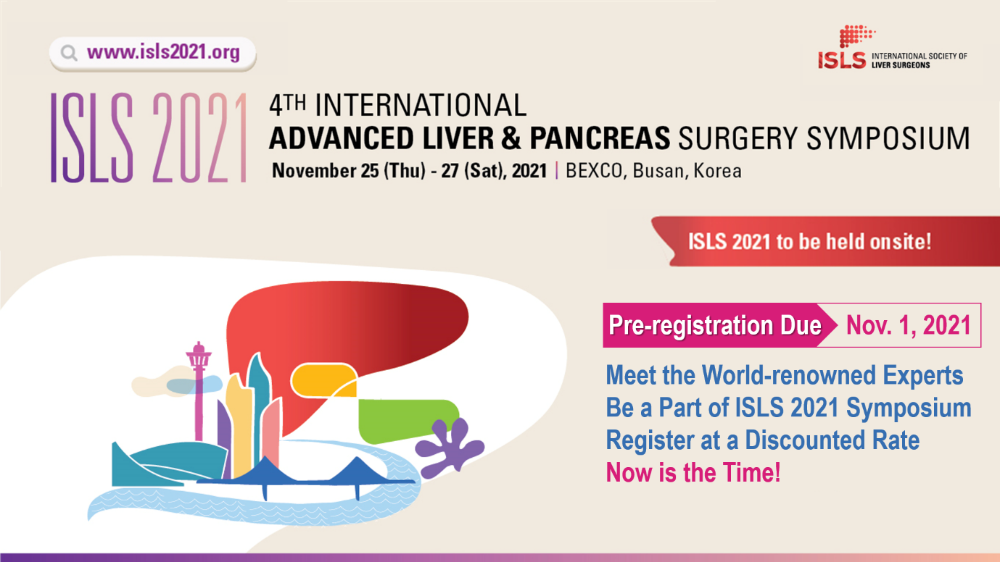 www.isls2021.org
ISLS INTERNATIONAL SOCIETY OF
LIVER SURGEONS
ISLS 2021
4TH INTERNATIONAL
ADVANCED LIVER & PANCREAS SURGERY SYMPOSIUM
November 25 (Thu) - 27 (Sat), 2021 | BEXCO, Busan, Korea
ISLS 2021 to be held onsite!
Pre-registration Due Nov. 1, 2021
Meet the World-renowned Experts
Be a Part of ISLS 2021 Symposium
Register at a Discounted Rate
Now is the Time!